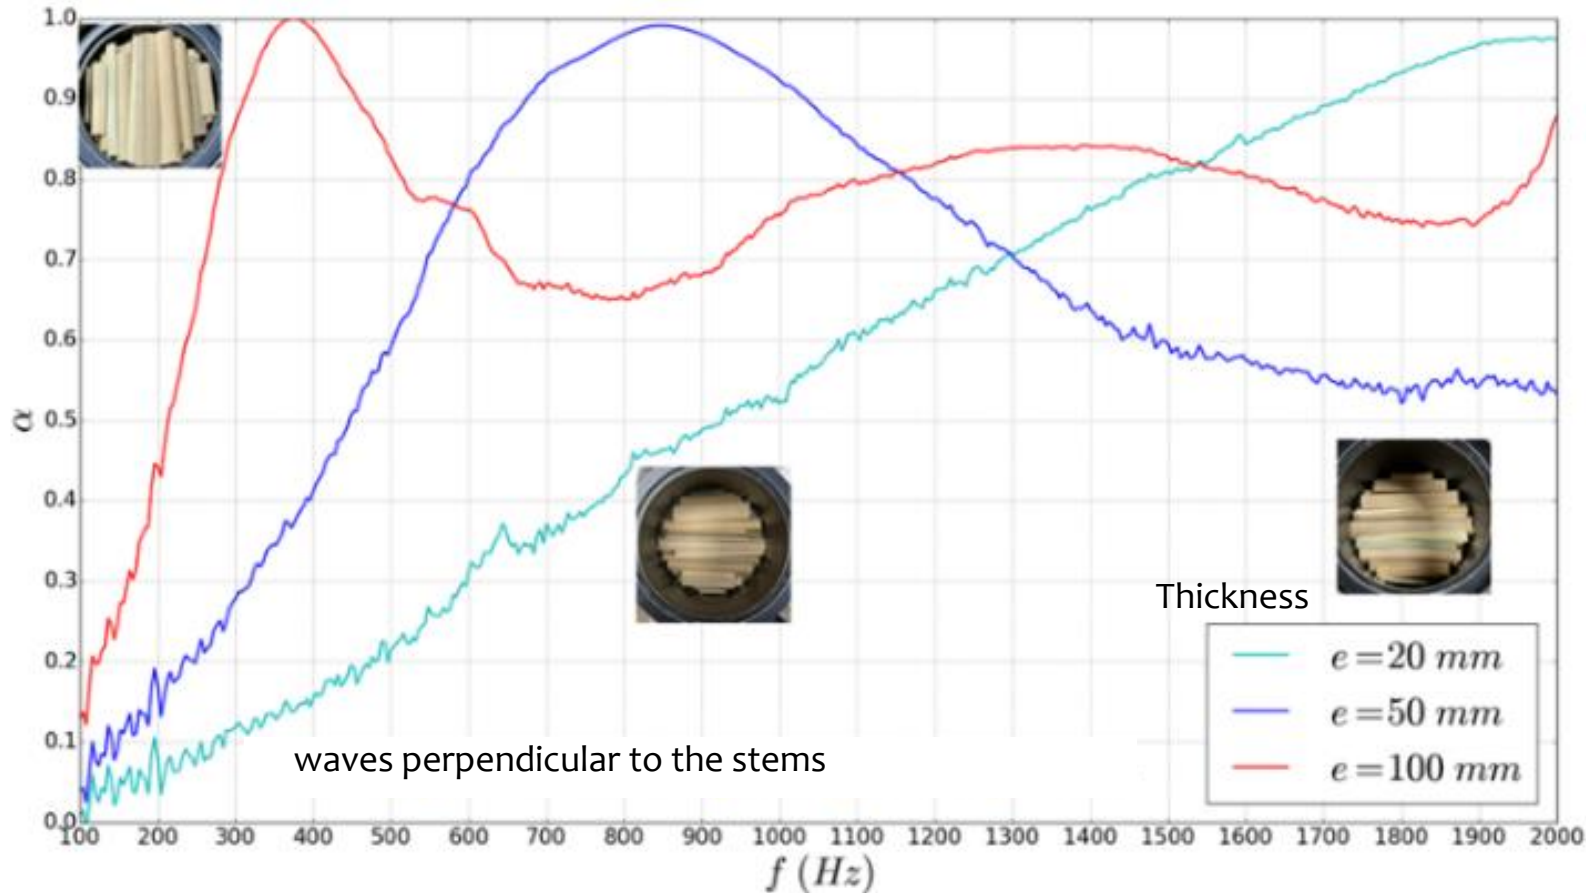 1.0
0.9
0.8
0.7
0.6
0.5
0.4
0.3
0.2
0.1
0.0
α
waves perpendicular to the stems
Thickness
e=20 mm
e=50 mm
e=100 mm
100 200 300 400 500 600 700 800 900 1000 1100 1200 1300 1400 1500 1600 1700 1800 1900 2000
f (Hz)